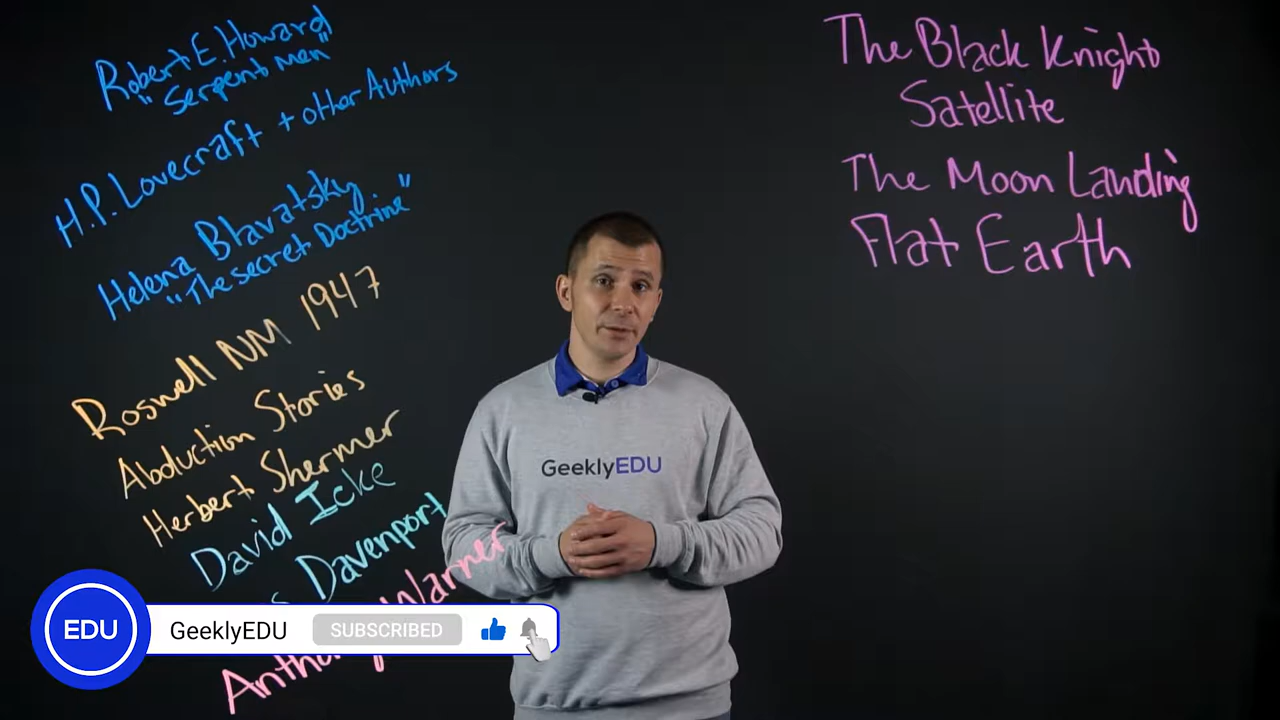 Robert E. Howard
"Serpent men"
H.P. Lovecraft + other Authors
Helena Blavatsky
"The secret Doctrine"
Roswell NM 1947
Abduction Stories
Herbert Shermer
David Icke
Davenport
Warner
The Black Knight
Satellite
The Moon Landing
Flat Earth
GeeklyEDU
EDU
GeeklyEDU
SUBSCRIBED